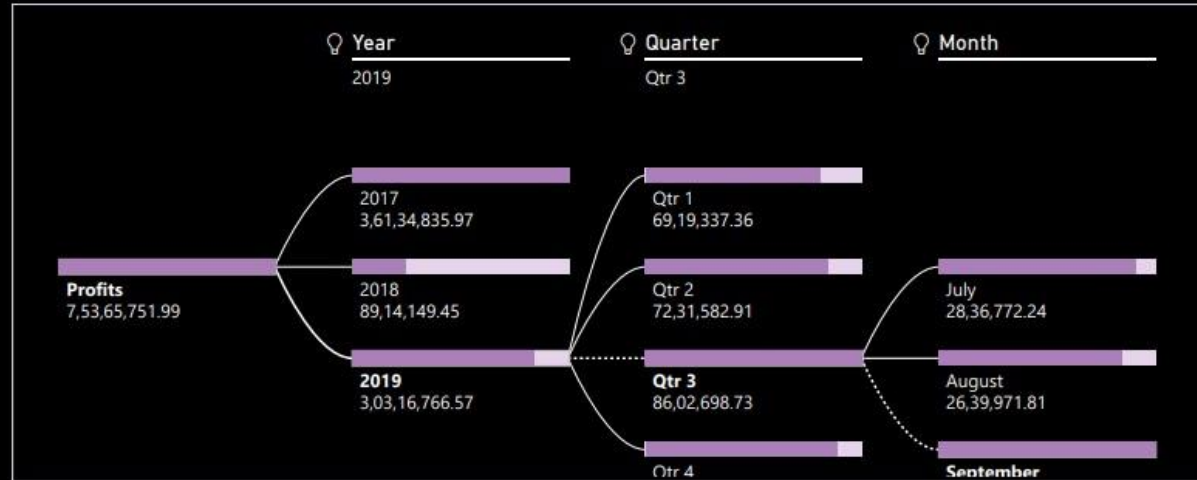 Year
Quarter
Month
2019
Qtr 3
Profits
7,53,65,751.99
2017
3,61,34,835.97
2018
89,14,149.45
2019
3,03,16,766.57
Qtr 1
69,19,337.36
Qtr 2
72,31,582.91
Qtr 3
86,02,698.73
Qtr 4
July
28,36,772.24
August
26,39,971.81
September